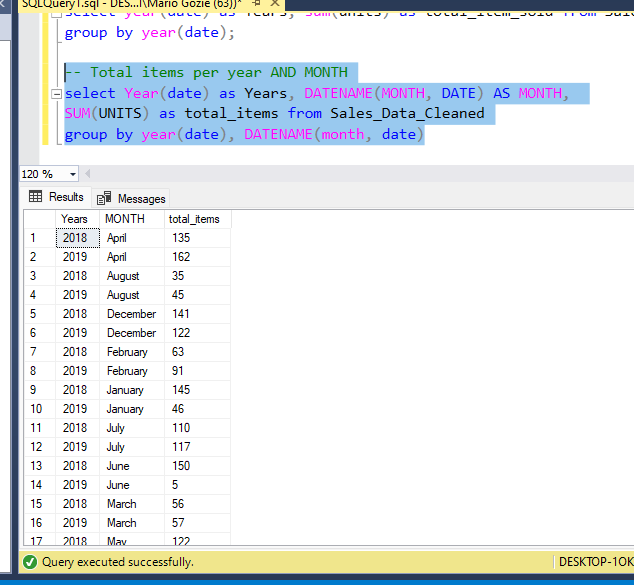 SQLQuery1.sql - DES...\Mario Gozie (63))*
select year(date) as Years, sum(units) as total_item_sold from
group by year(date);
-- Total items per year AND MONTH
select Year(date) as Years, DATENAME(MONTH, DATE) AS MONTH,
SUM(UNITS) as total_items from Sales_Data_Cleaned
group by year(date), DATENAME(month, date)
120 %
Results Messages
Years MONTH total_items
1 2018 April 135
2 2019 April 162
3 2018 August 35
4 2019 August 45
5 2018 December 141
6 2019 December 122
7 2018 February 63
8 2019 February 91
9 2018 January 145
10 2019 January 46
11 2018 July 110
12 2019 July 117
13 2018 June 150
14 2019 June 5
15 2018 March 56
16 2019 March 57
17 2018 May 122
Query executed successfully.
DESKTOP-1OK